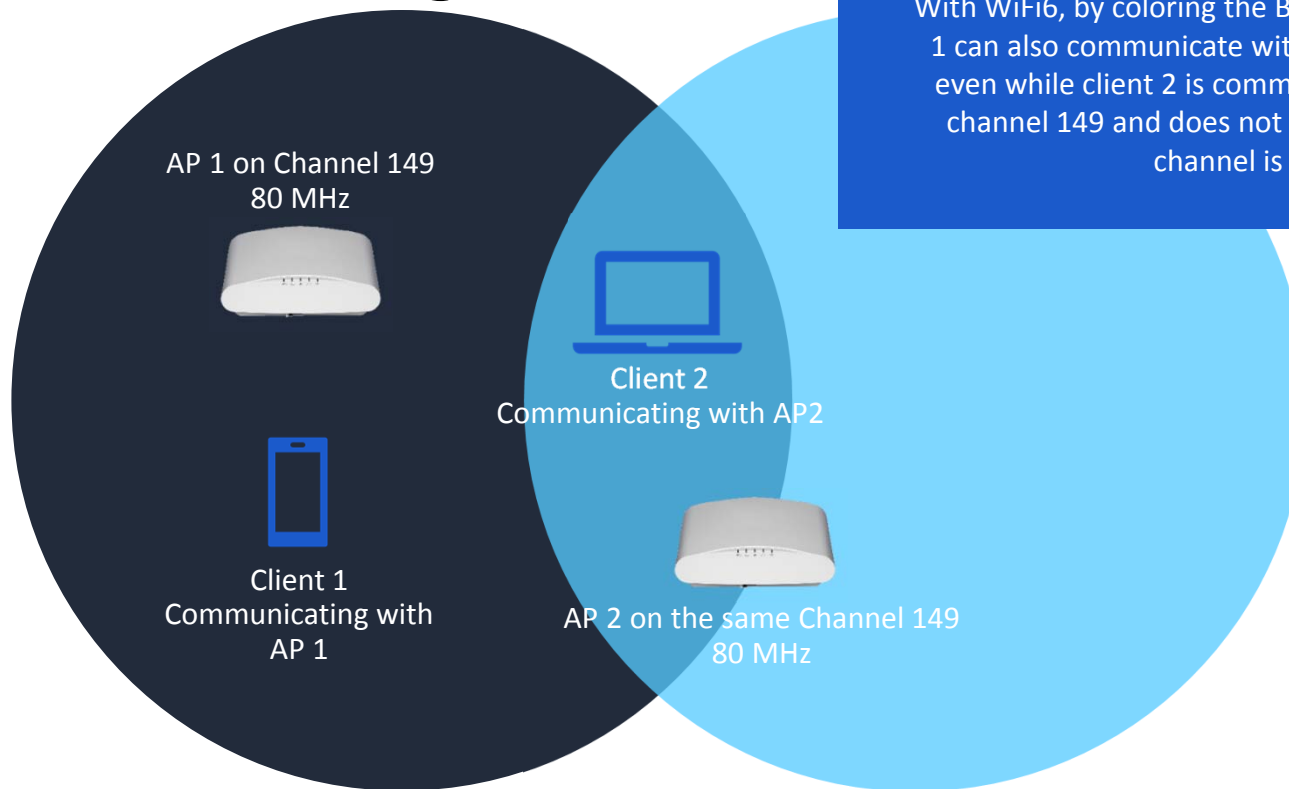 With WiFi6, by coloring the
1 can also communicate
even while client 2 is
channel 149 and does not
channel is
AP 1 on Channel 149
80 MHz
Client 2
Communicating with AP2
Client 1
Communicating with
AP 1
AP 2 on the same Channel 149
80 MHz